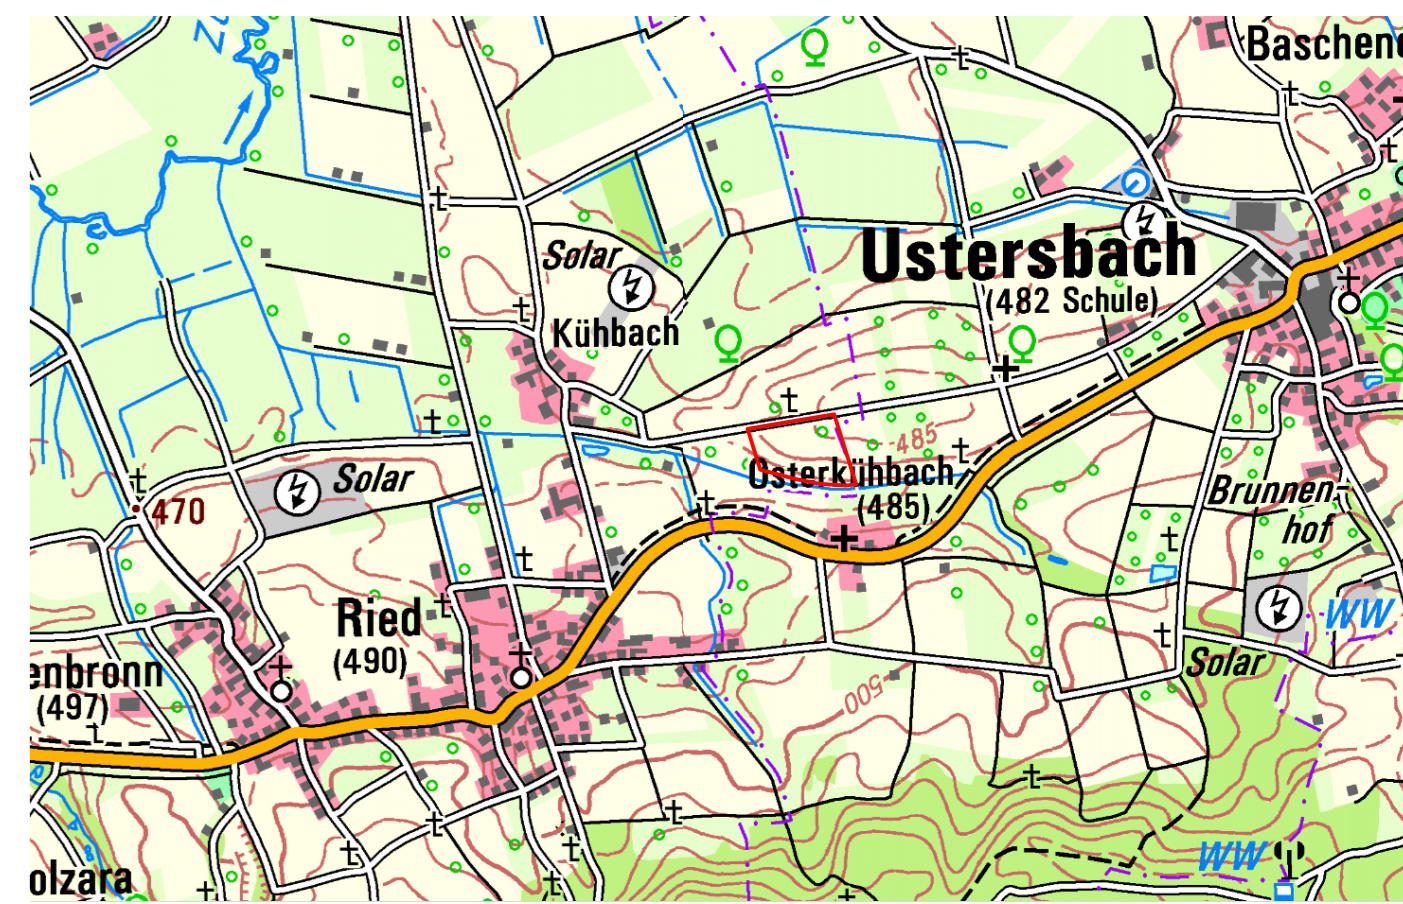 Baschene
Solar
Ustersbach
(482 Schule)
Kühbach
485
Solar
Osterkühbach
(485)
470
Brunnen-
hof
Ried
(490)
WW
enbronn
(497)
Solar
500
WW
olzara